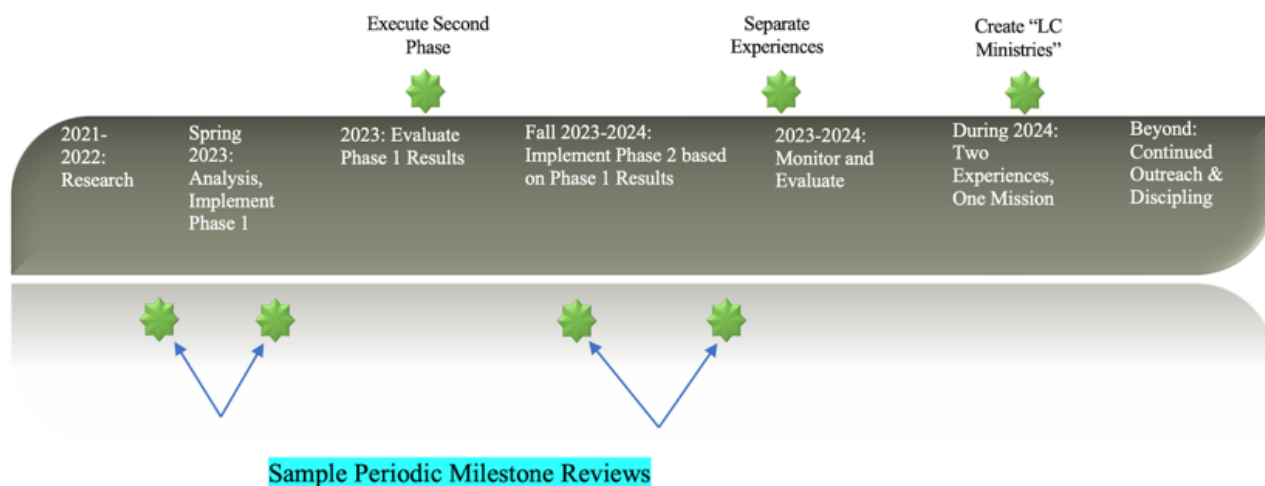 Execute Second
Phase
Separate
Experiences
Create “LC
Ministries”
2021-
2022:
Research
Spring
2023:
Analysis,
Implement
Phase 1
2023: Evaluate
Phase 1 Results
Fall 2023-2024:
Implement Phase 2 based
on Phase 1 Results
2023-2024:
Monitor and
Evaluate
During 2024:
Two
Experiences,
One Mission
Beyond:
Continued
Outreach &
Discipling
Sample Periodic Milestone Reviews